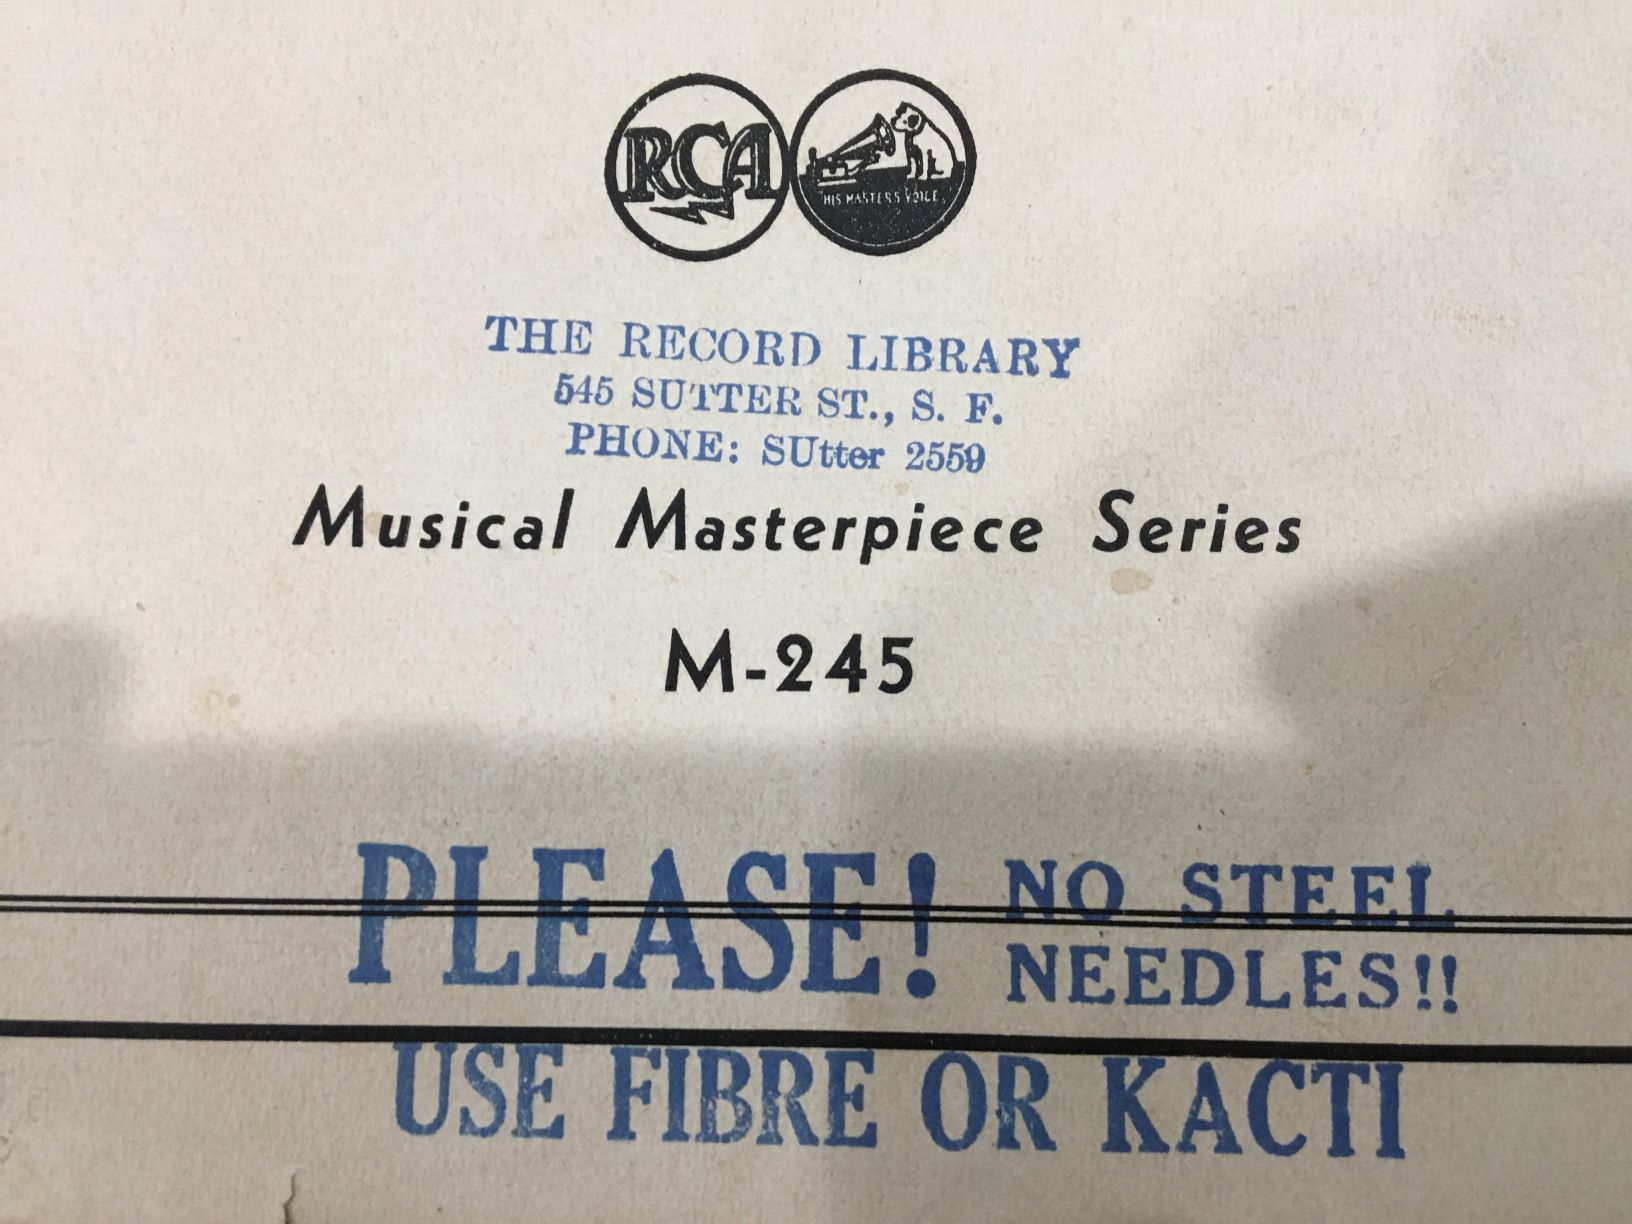 RCA
HIS MASTERS VOICE
THE RECORD LIBRARY
545 SUTTER ST., S. F.
PHONE: SUtter 2559
Musical Masterpiece Series
M-245
PLEASE! NO STEEL
NEEDLES!!
USE FIBRE OR KACTI